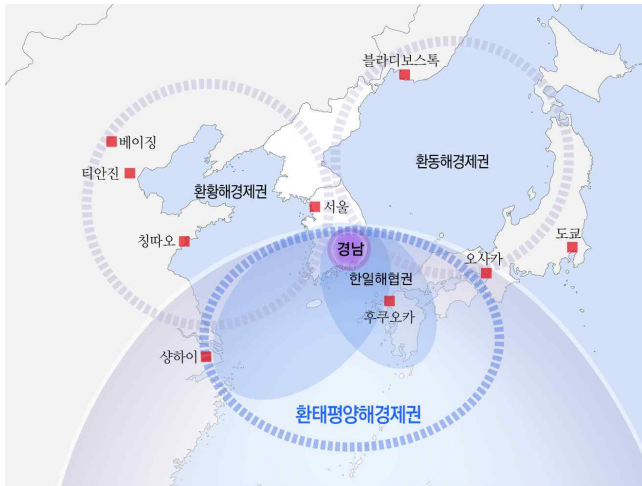 블라디보스톡
베이징
티안진
환황해경제권
환동해경제권
서울
칭따오
경남
도쿄
오사카
한일해협권
후쿠오카
샹하이
환태평양해경제권